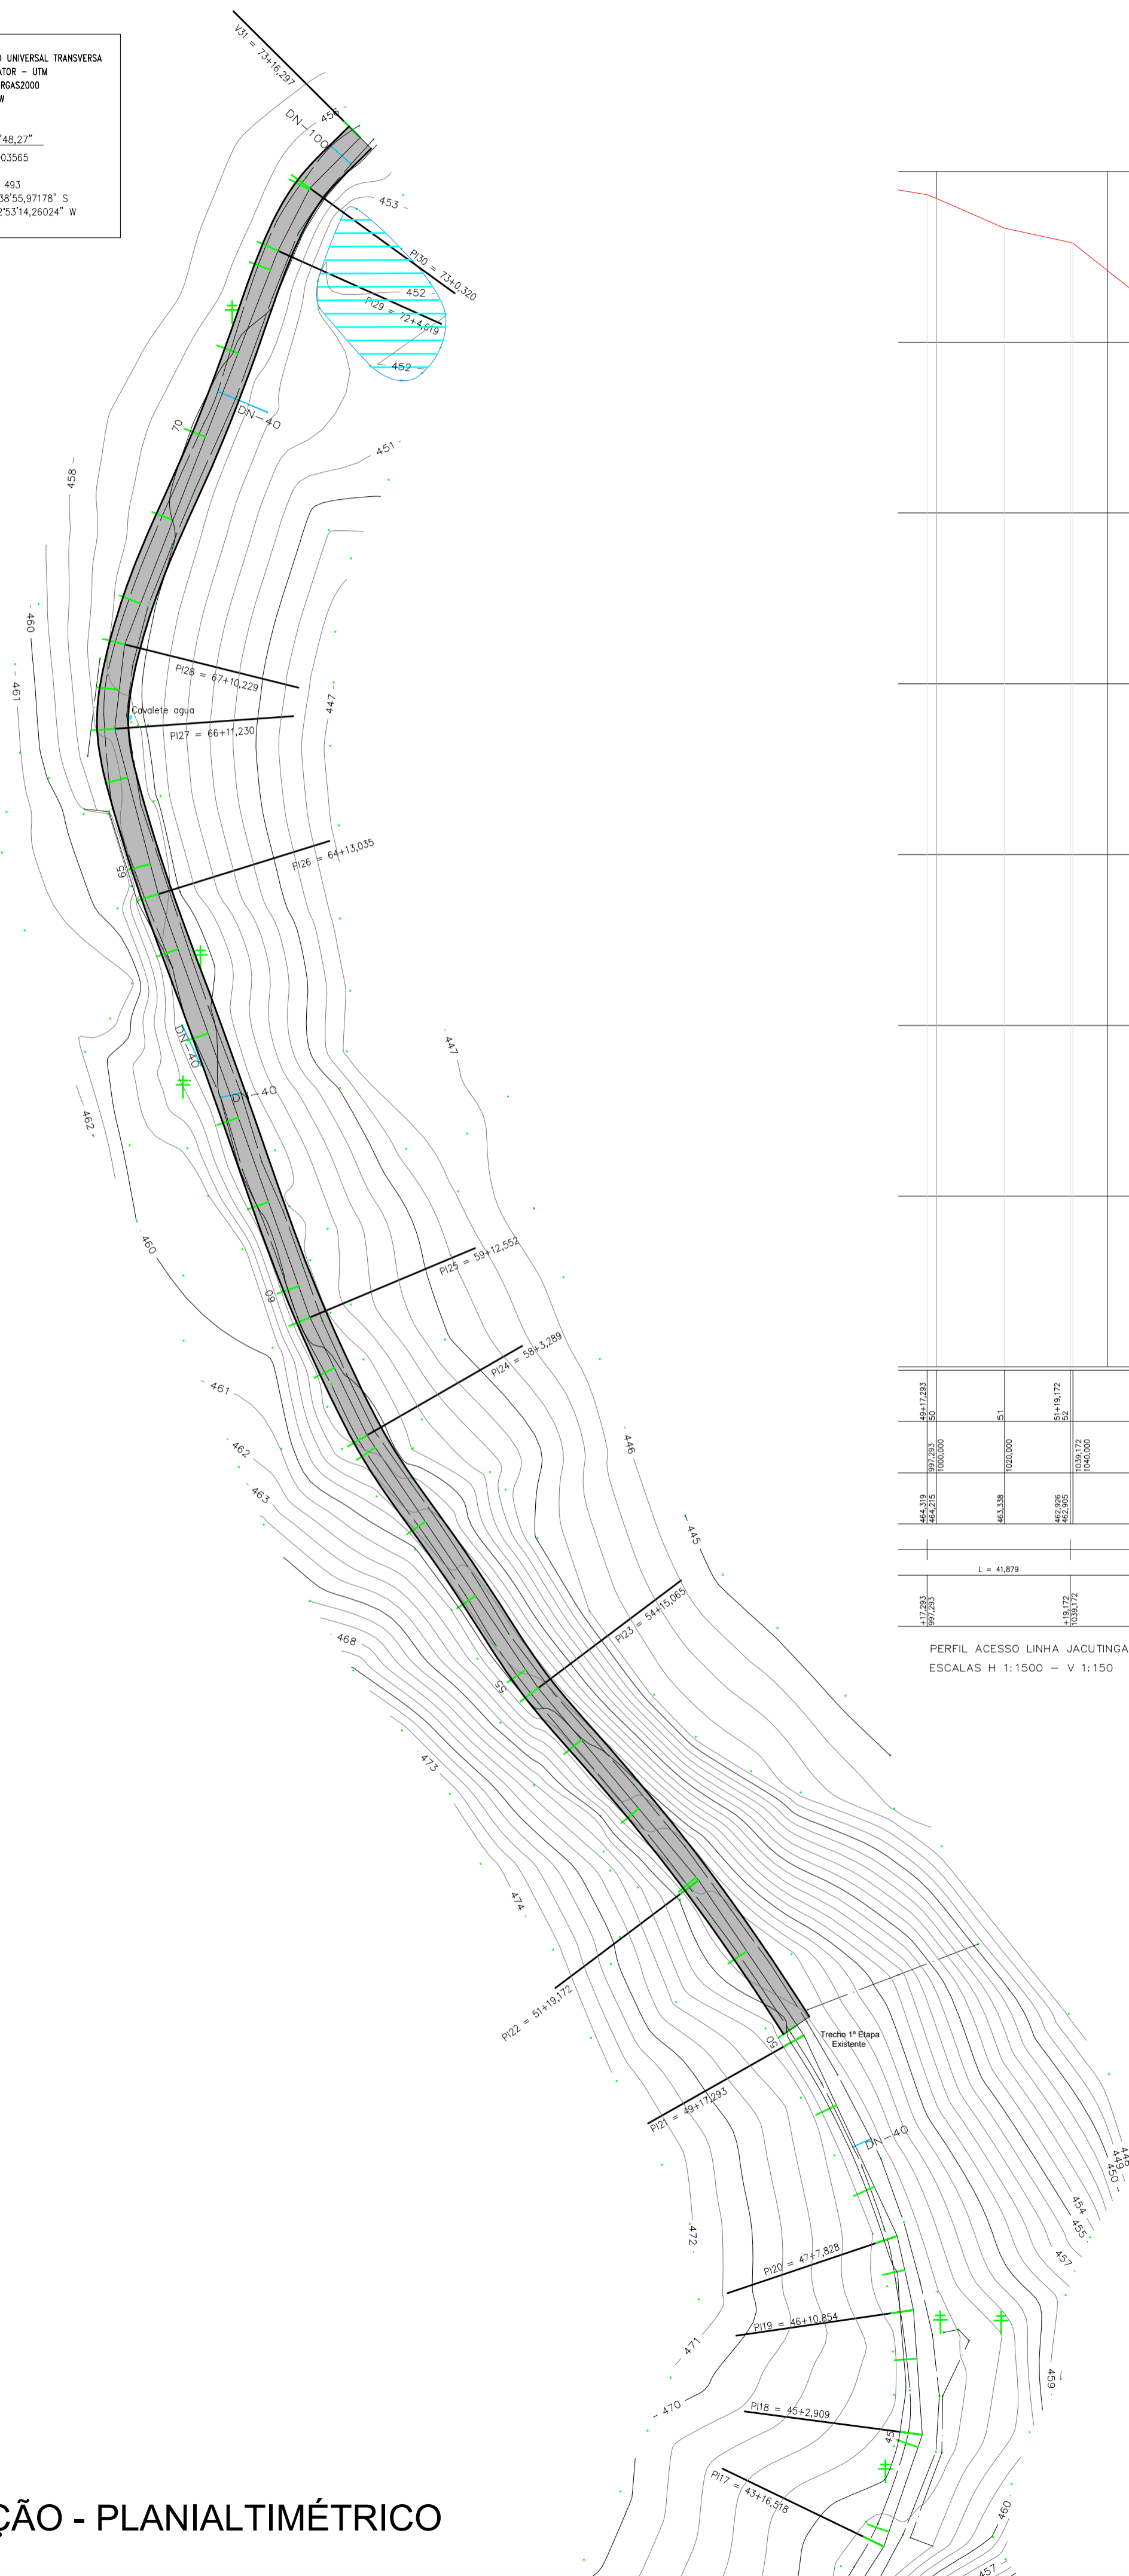 O UNIVERSAL TRANSVERSA
ATOR - UTM
RGAS2000
W
'48,27"
03565
493
38'55,97178" S
2°53'14,26024" W
V31 = 73+16,297
DN-100
453
PI30 = 73+0,320
452
PI29 = 72+4,619
452
DN-40
70
451
458
460
461
PI28 = 67+10,229
447
Cavalete agua
PI27 = 66+11,230
PI26 = 64+13,035
65
DN-40
DN-40
447
462
460
PI25 = 59+12,552
60
PI24 = 58+3,289
461
462
446
463
445
468
PI23 = 54+15,065
55
473
474
PI22 = 51+19,172
50
Trecho 1ª Etapa
Existente
PI21 = 49+17,293
DN-40
448
449
450
454
455
457
472
PI20 = 47+7,828
PI19 = 46+10,854
471
459
470
PI18 = 45+2,909
45
PI17 = 43+16,518
460
457
49+17,293
50
51
51+19,172
52
997,293
1000,000
1020,000
1039,172
1040,000
464,319
464,215
463,338
462,926
462,905
L = 41,879
+17,293
997,293
+19,172
1039,172
PERFIL ACESSO LINHA JACUTINGA
ESCALAS H 1:1500 - V 1:150
ÇÃO - PLANIALTIMÉTRICO